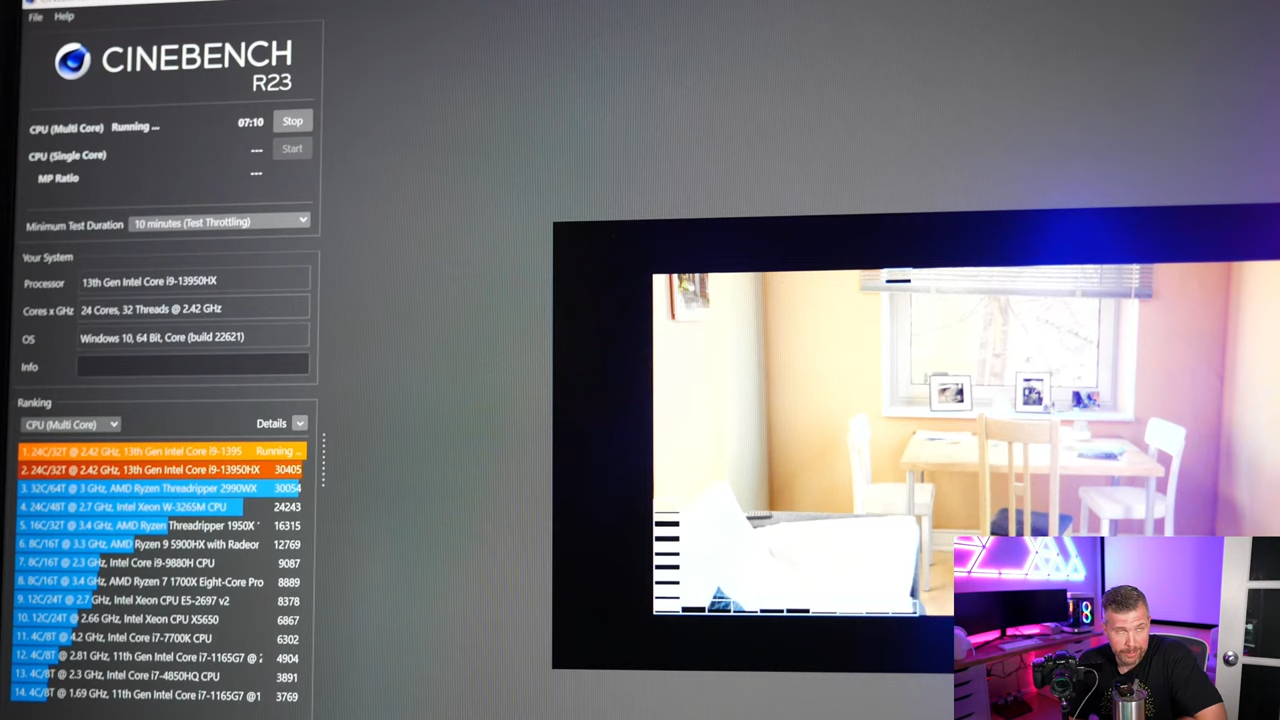 File Help
CINEBENCH
R23
CPU (Multi Core) Running ... 07:10 Stop
CPU (Single Core) --- Start
MP Ratio ---
Minimum Test Duration 10 minutes (Test Throttling)
Your System
Processor 13th Gen Intel Core i9-13950HX
Cores x GHz 24 Cores, 32 Threads @ 2.42 GHz
OS Windows 10, 64 Bit, Core (build 22621)
Info
Ranking
CPU (Multi Core) Details
1. 24C/32T @ 2.42 GHz, 13th Gen Intel Core i9-1395 Running ...
2. 24C/32T @ 2.42 GHz, 13th Gen Intel Core i9-13950HX 30405
3. 32C/64T @ 3 GHz, AMD Ryzen Threadripper 2990WX 30054
4. 24C/48T @ 2.7 GHz, Intel Xeon W-3265M CPU 24243
5. 16C/32T @ 3.4 GHz, AMD Ryzen Threadripper 1950X 16315
6. 8C/16T @ 3.3 GHz, AMD Ryzen 9 5900HX with Radeor 12769
7. 8C/16T @ 2.3 GHz, Intel Core i9-9880H CPU 9087
8. 8C/16T @ 3.4 GHz, AMD Ryzen 7 1700X Eight-Core Pro 8889
9. 12C/24T @ 2.7 GHz, Intel Xeon CPU E5-2697 v2 8378
10. 12C/24T @ 2.66 GHz, Intel Xeon CPU X5650 6867
11. 4C/8T @ 4.2 GHz, Intel Core i7-7700K CPU 6302
12. 4C/8T @ 2.81 GHz, 11th Gen Intel Core i7-1165G7 @ 2 4904
13. 4C/8T @ 2.3 GHz, Intel Core i7-4850HQ CPU 3891
14. 4C/8T @ 1.69 GHz, 11th Gen Intel Core i7-1165G7 @1 3769